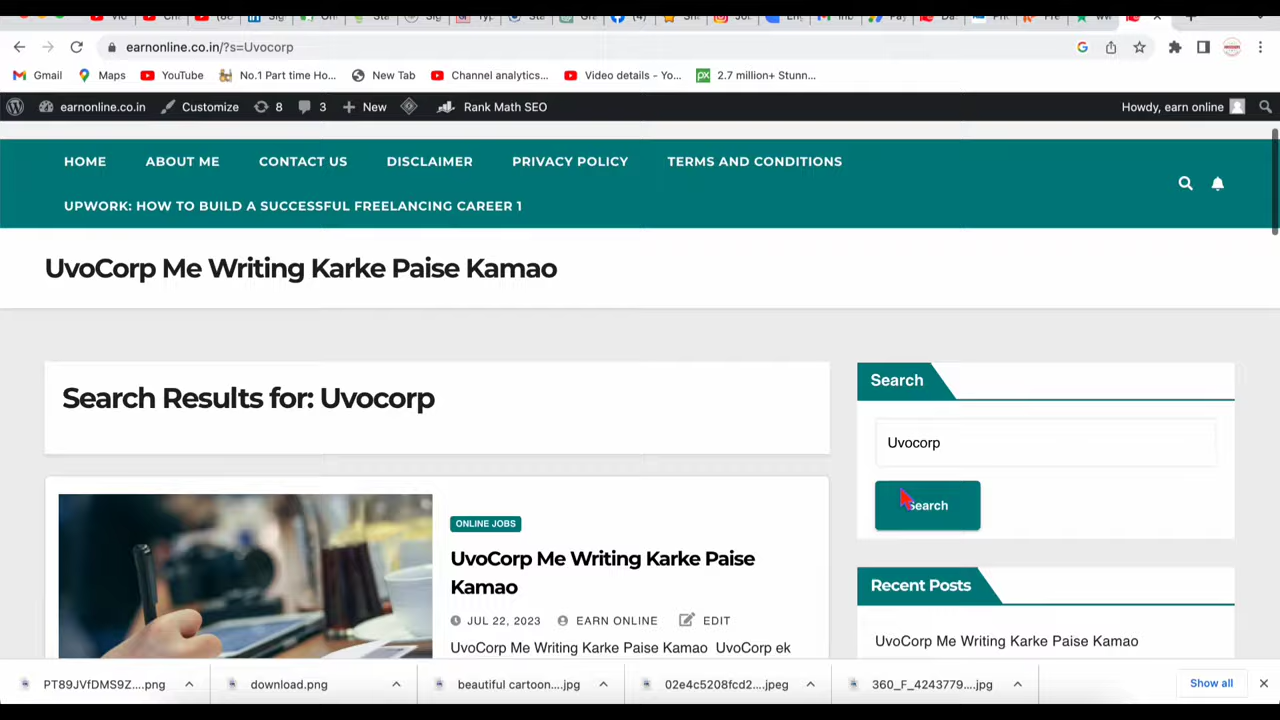 earnonline.co.in/?s=Uvocorp
Gmail Maps YouTube No.1 Part time Ho... New Tab Channel analytics... Video details - Yo... 2.7 million+ Stunn...
earnonline.co.in Customize 8 3 New Rank Math SEO Howdy, earn online
HOME ABOUT ME CONTACT US DISCLAIMER PRIVACY POLICY TERMS AND CONDITIONS
UPWORK: HOW TO BUILD A SUCCESSFUL FREELANCING CAREER 1
UvoCorp Me Writing Karke Paise Kamao
Search Results for: Uvocorp
ONLINE JOBS
UvoCorp Me Writing Karke Paise
Kamao
JUL 22, 2023 EARN ONLINE EDIT
UvoCorp Me Writing Karke Paise Kamao UvoCorp ek
Search
Uvocorp
Search
Recent Posts
UvoCorp Me Writing Karke Paise Kamao
PT89JVfDMS9Z....png download.png beautiful cartoon....jpg 02e4c5208fcd2....jpeg 360_F_4243779....jpg Show all